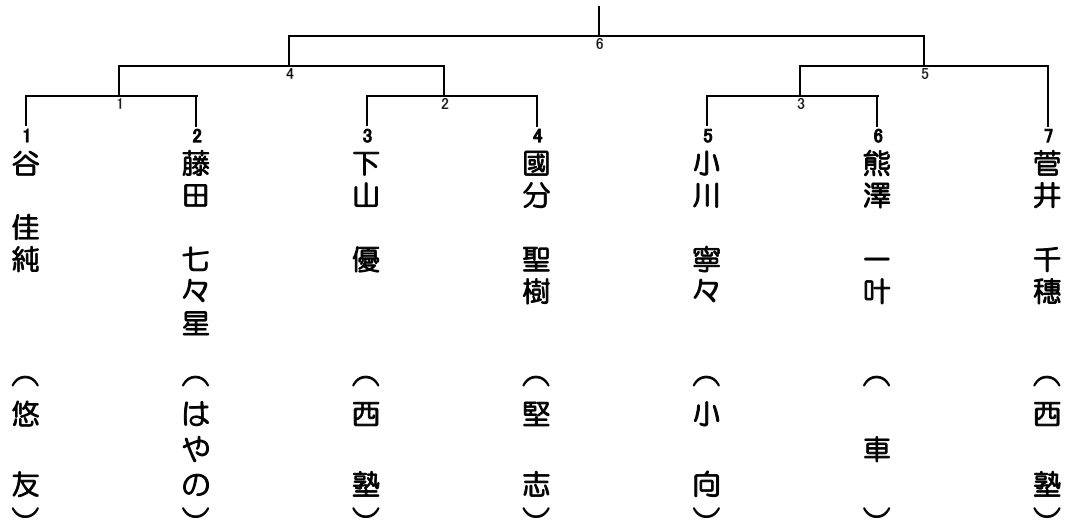 6
4
5
1
2
3
1
谷 佳純
(悠友)
2
藤田 七々星
(はやの)
3
下山 優
(西塾)
4
國分 聖樹
(堅志)
5
小川 寧々
(小向)
6
熊澤 一叶
(車)
7
菅井 千穂
(西塾)